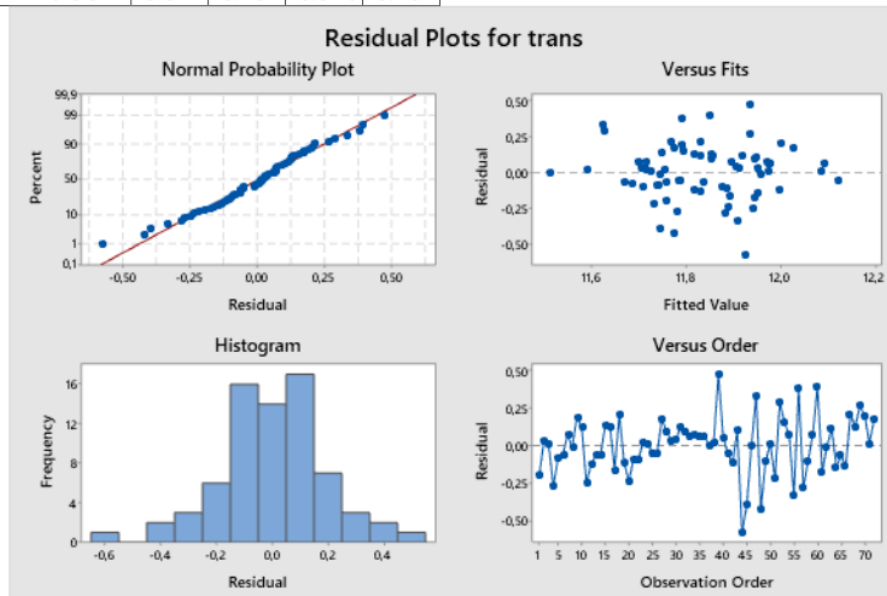 Residual Plots for trans
Normal Probability Plot
99,9
99
90
50
10
1
0,1
Percent
-0,50 -0,25 0,00 0,25 0,50
Residual
Versus Fits
0,50
0,25
0,00
-0,25
-0,50
Residual
11,6 11,8 12,0 12,2
Fitted Value
Histogram
16
12
8
4
0
Frequency
-0,6 -0,4 -0,2 0,0 0,2 0,4
Residual
Versus Order
0,50
0,25
0,00
-0,25
-0,50
Residual
1 5 10 15 20 25 30 35 40 45 50 55 60 65 70
Observation Order